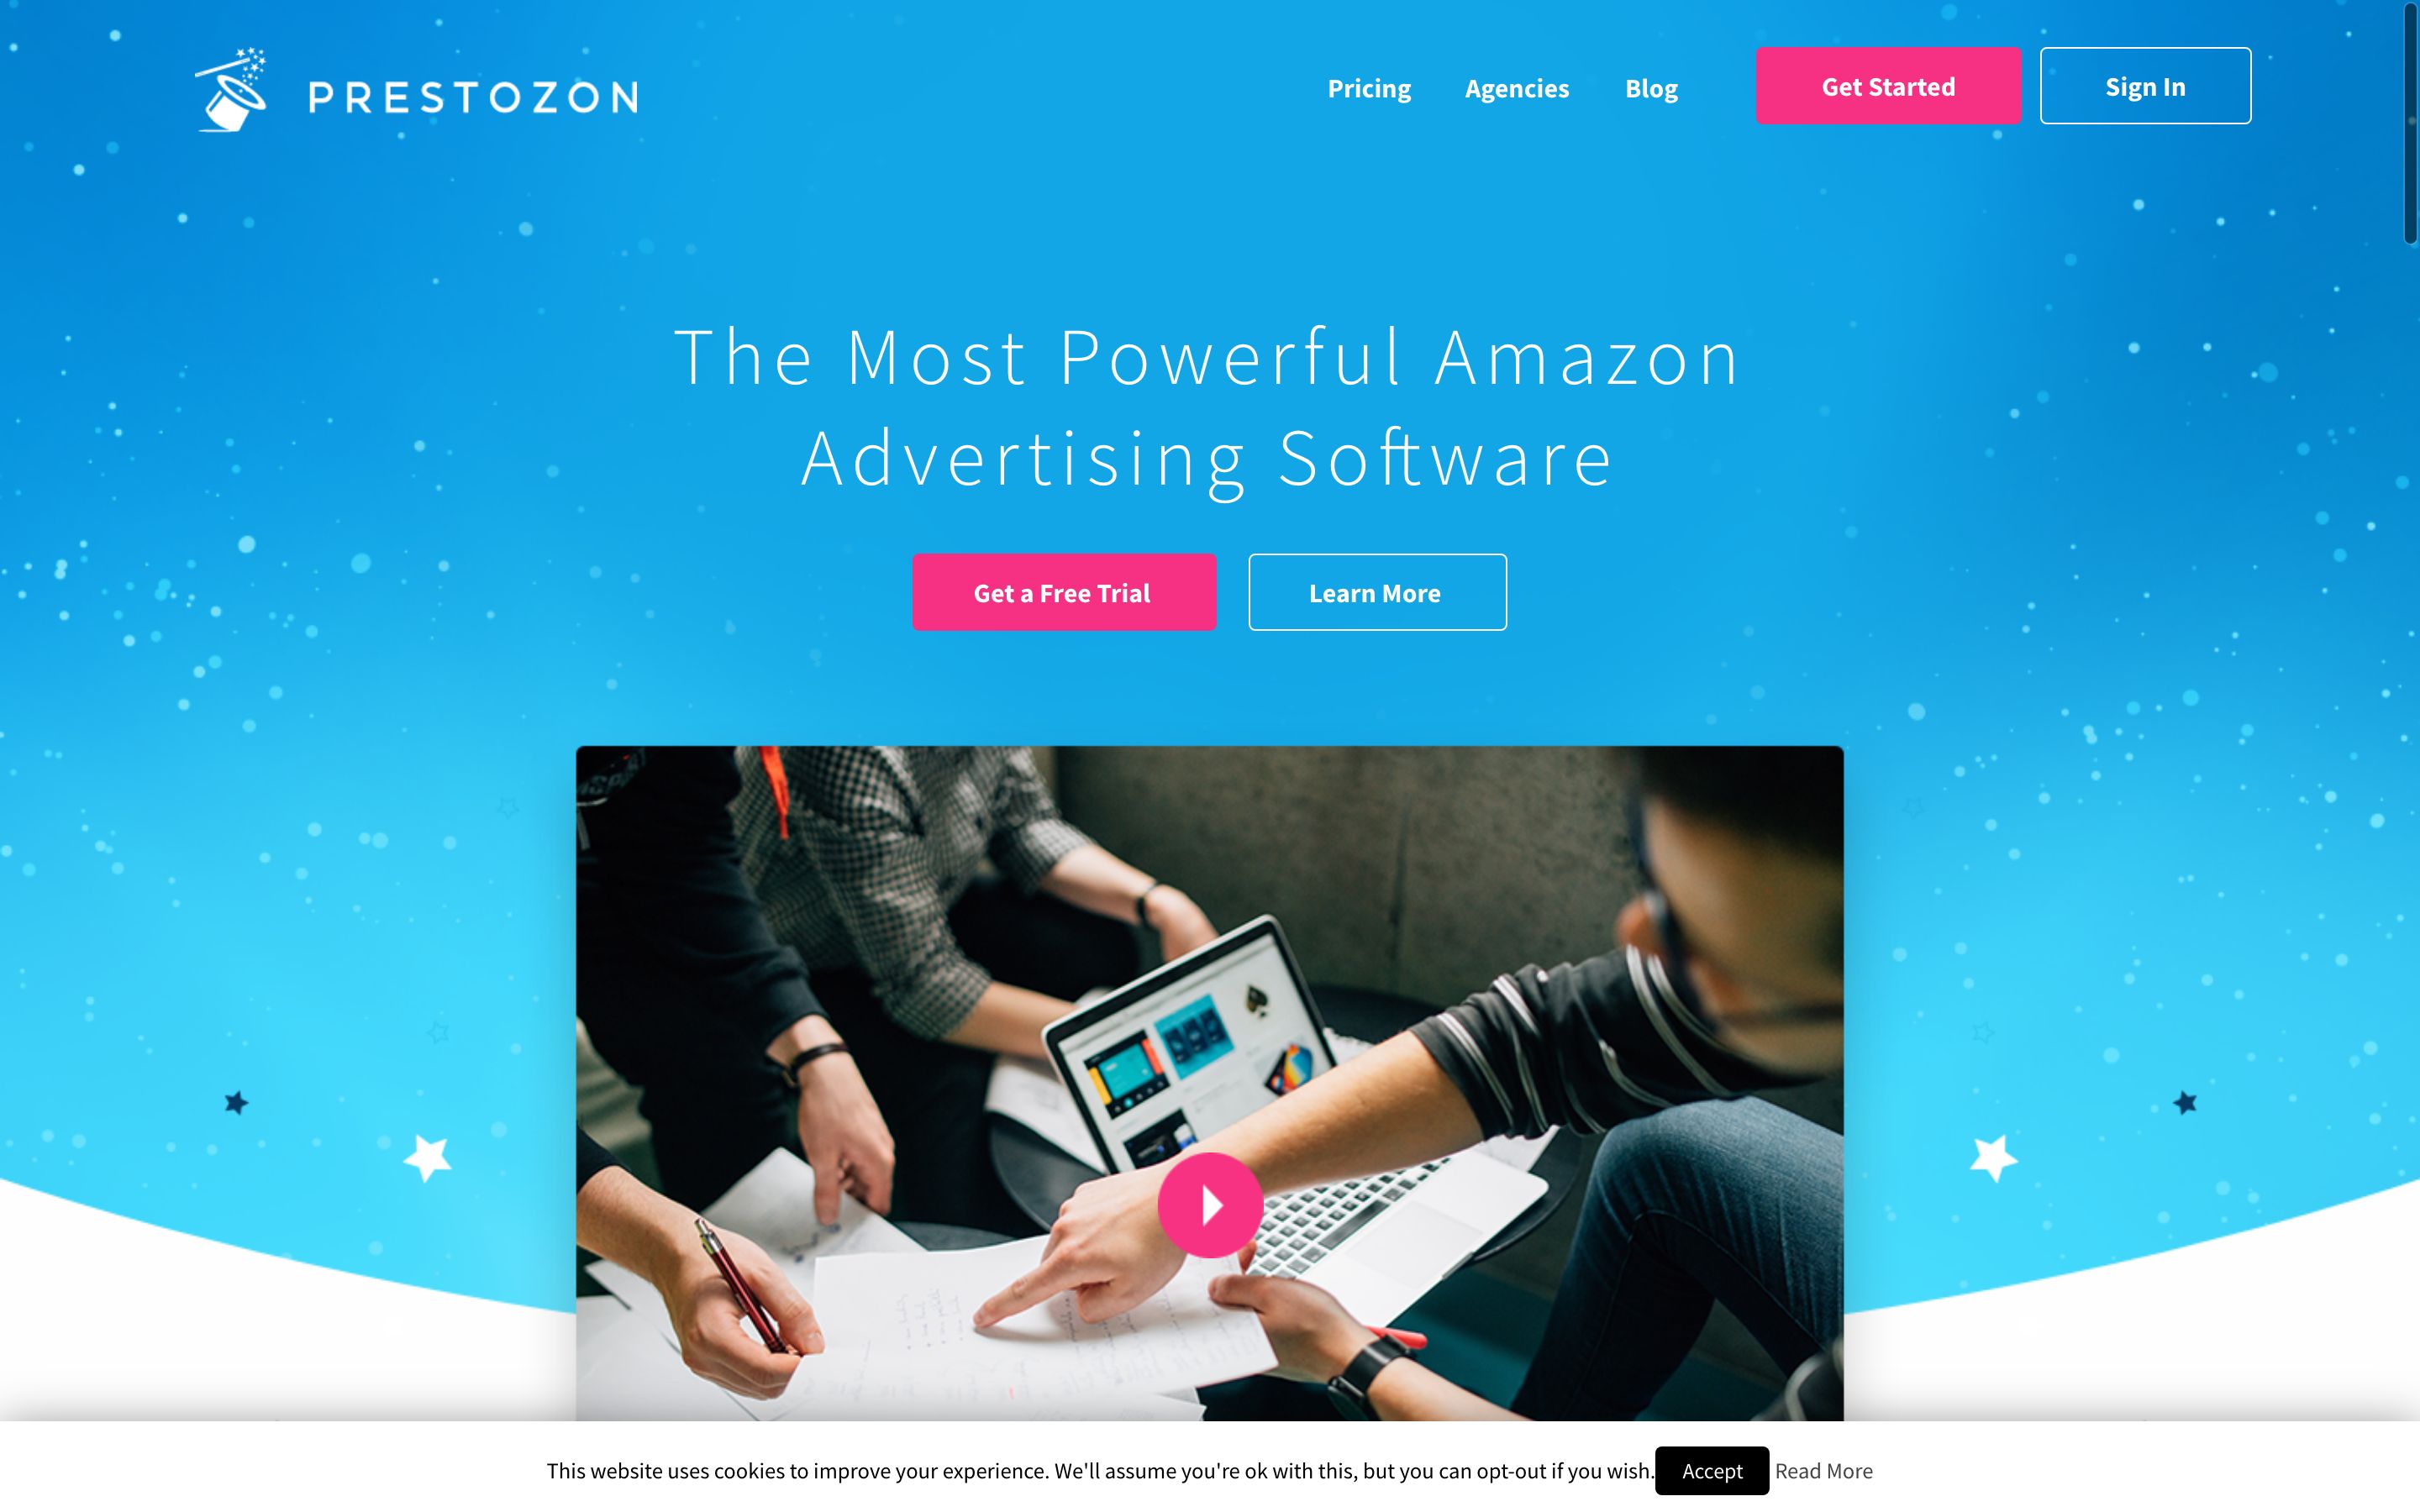 PRESTOZON
Pricing
Agencies
Blog
Get Started
Sign In
The Most Powerful Amazon
Advertising Software
Get a Free Trial
Learn More
This website uses cookies to improve your experience. We'll assume you're ok with this, but you can opt-out if you wish.
Accept
Read More